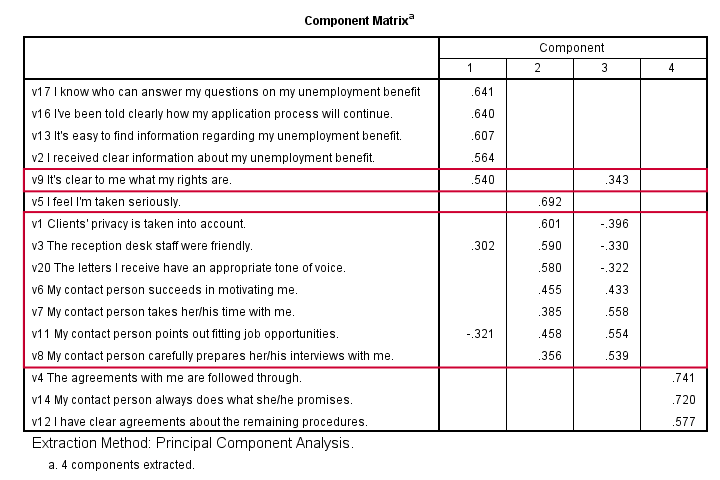 Component Matrixa
Component
1 2 3 4
v17 I know who can answer my questions on my unemployment benefit .641
v16 I've been told clearly how my application process will continue. .640
v13 It's easy to find information regarding my unemployment benefit. .607
v2 I received clear information about my unemployment benefit. .564
v9 It's clear to me what my rights are. .540 .343
v5 I feel I'm taken seriously. .692
v1 Clients' privacy is taken into account. .601 -.396
v3 The reception desk staff were friendly. .302 .590 -.330
v20 The letters I receive have an appropriate tone of voice. .580 -.322
v6 My contact person succeeds in motivating me. .455 .433
v7 My contact person takes her/his time with me. .385 .558
v11 My contact person points out fitting job opportunities. -.321 .458 .554
v8 My contact person carefully prepares her/his interviews with me. .356 .539
v4 The agreements with me are followed through. .741
v14 My contact person always does what she/he promises. .720
v12 I have clear agreements about the remaining procedures. .577
Extraction Method: Principal Component Analysis.
a. 4 components extracted.